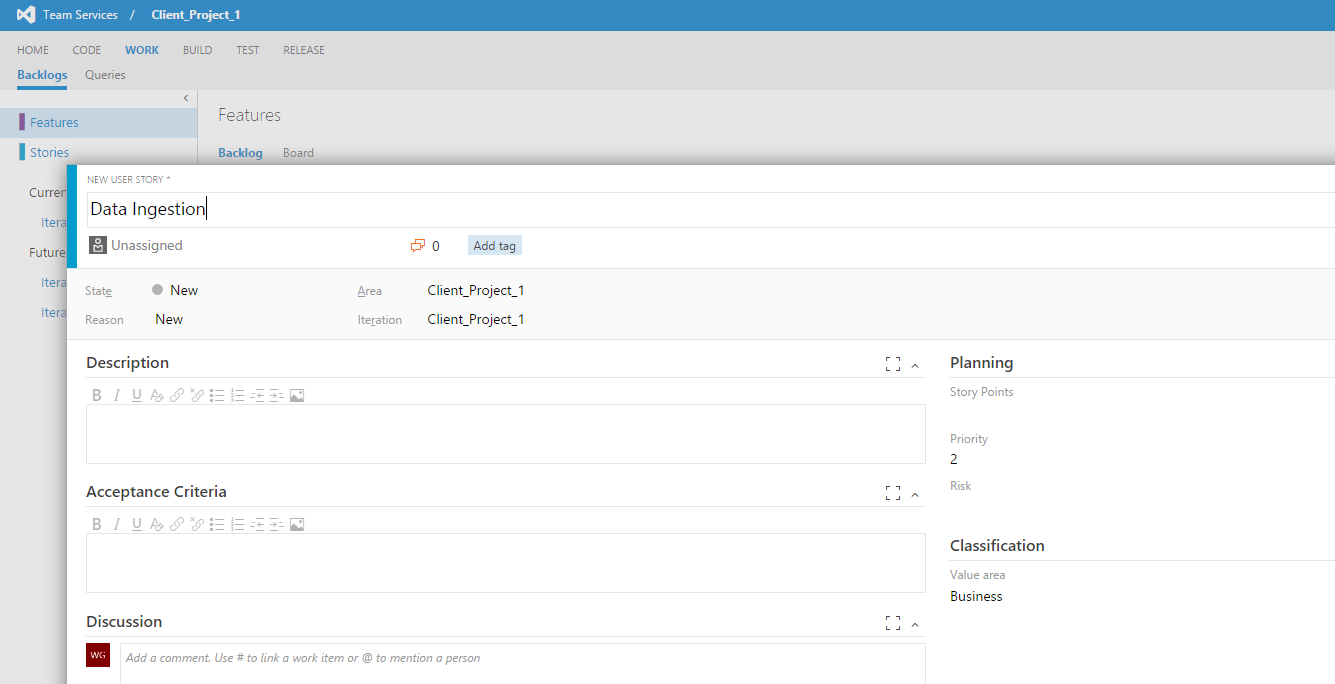 Team Services / Client_Project_1
HOME CODE WORK BUILD TEST RELEASE
Backlogs Queries
Features
Stories
Curren
Itera
Future
Itera
Itera
Features
Backlog Board
NEW USER STORY *
Data Ingestion
Unassigned 0 Add tag
State New Area Client_Project_1
Reason New Iteration Client_Project_1
Description
B I U
Acceptance Criteria
B I U
Discussion
WG Add a comment. Use # to link a work item or @ to mention a person
Planning
Story Points
Priority
2
Risk
Classification
Value area
Business